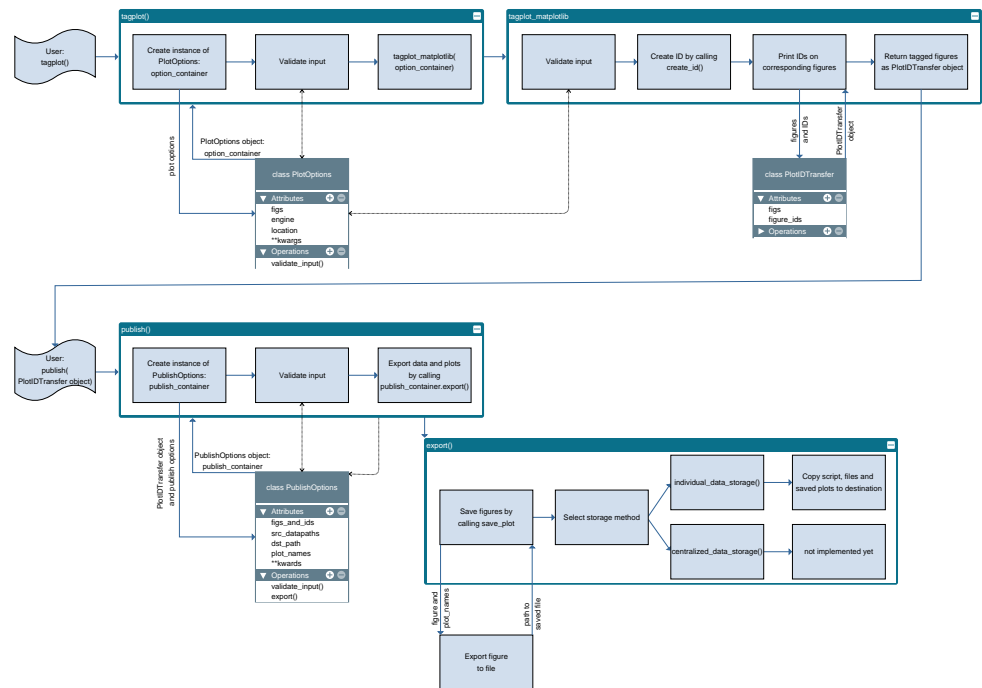 tagplot()
tagplot_matplotlib
User:
tagplot()
Create instance of
PlotOptions:
option_container
Validate input
tagplot_matplotlib(
option_container)
Validate input
Create ID by calling
create_id()
Print IDs on
corresponding figures
Return tagged figures
as PlotIDTransfer object
plot options
PlotOptions object:
option_container
figures
and IDs
PlotIDTransfer
object
class PlotOptions
Attributes
figs
engine
location
**kwargs
Operations
validate_input()
class PlotIDTransfer
Attributes
figs
figure_ids
Operations
publish()
User:
publish(
PlotIDTransfer object)
Create instance of
PublishOptions:
publish_container
Validate input
Export data and plots
by calling
publish_container.export()
PlotIDTransfer object
and publish options
PublishOptions object:
publish_container
class PublishOptions
Attributes
figs_and_ids
src_datapaths
dst_path
plot_names
**kwards
Operations
validate_input()
export()
export()
Save figures by
calling save_plot
Select storage method
individual_data_storage()
Copy script, files and
saved plots to destination
centralized_data_storage()
not implemented yet
figure and
plot_names
path to
saved file
Export figure
to file